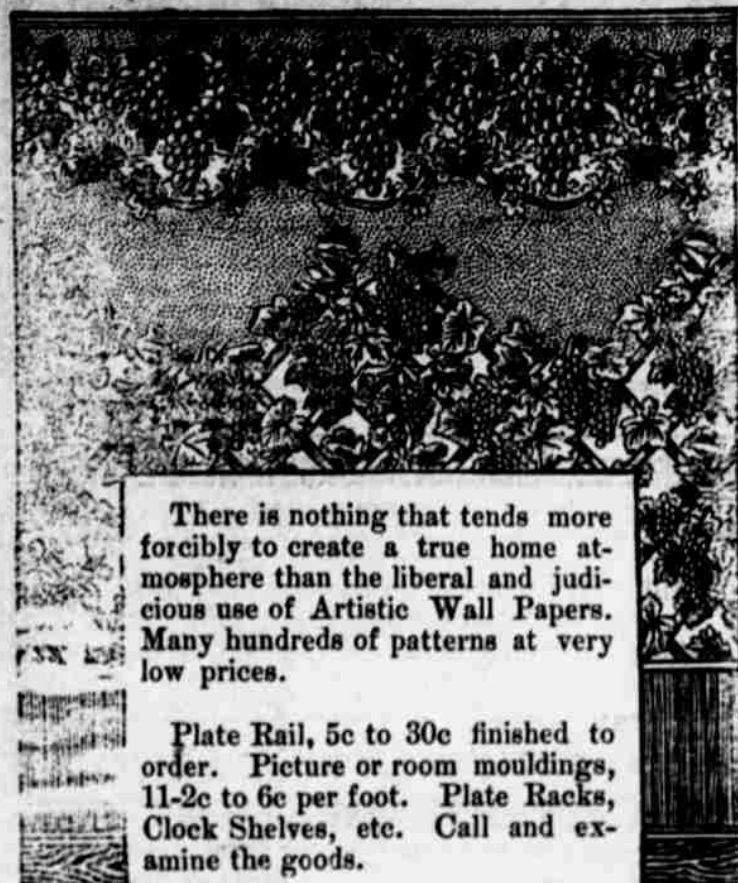 There is nothing that tends more
forcibly to create a true home at-
mosphere than the liberal and judi-
cious use of Artistic Wall Papers.
Many hundreds of patterns at very
low prices.
Plate Rail, 5c to 30c finished to
order. Picture or room mouldings,
11-2c to 6c per foot. Plate Racks,
Clock Shelves, etc. Call and ex-
amine the goods.